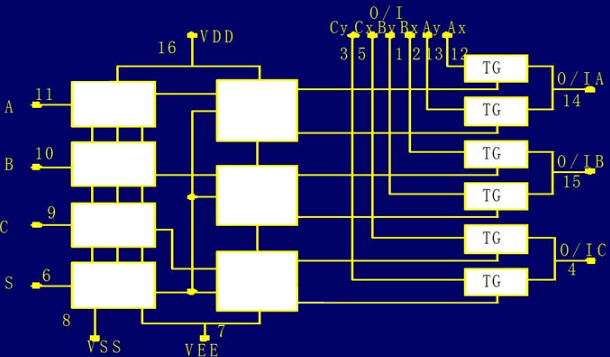 O/I
Cy Cx By Bx Ay Ax
VDD
16
3 5 1 2 13 12
TG
O/IA
14
11
A
TG
TG
O/IB
15
10
B
TG
9
C
TG
O/IC
4
6
S
TG
8
7
VSS
VEE